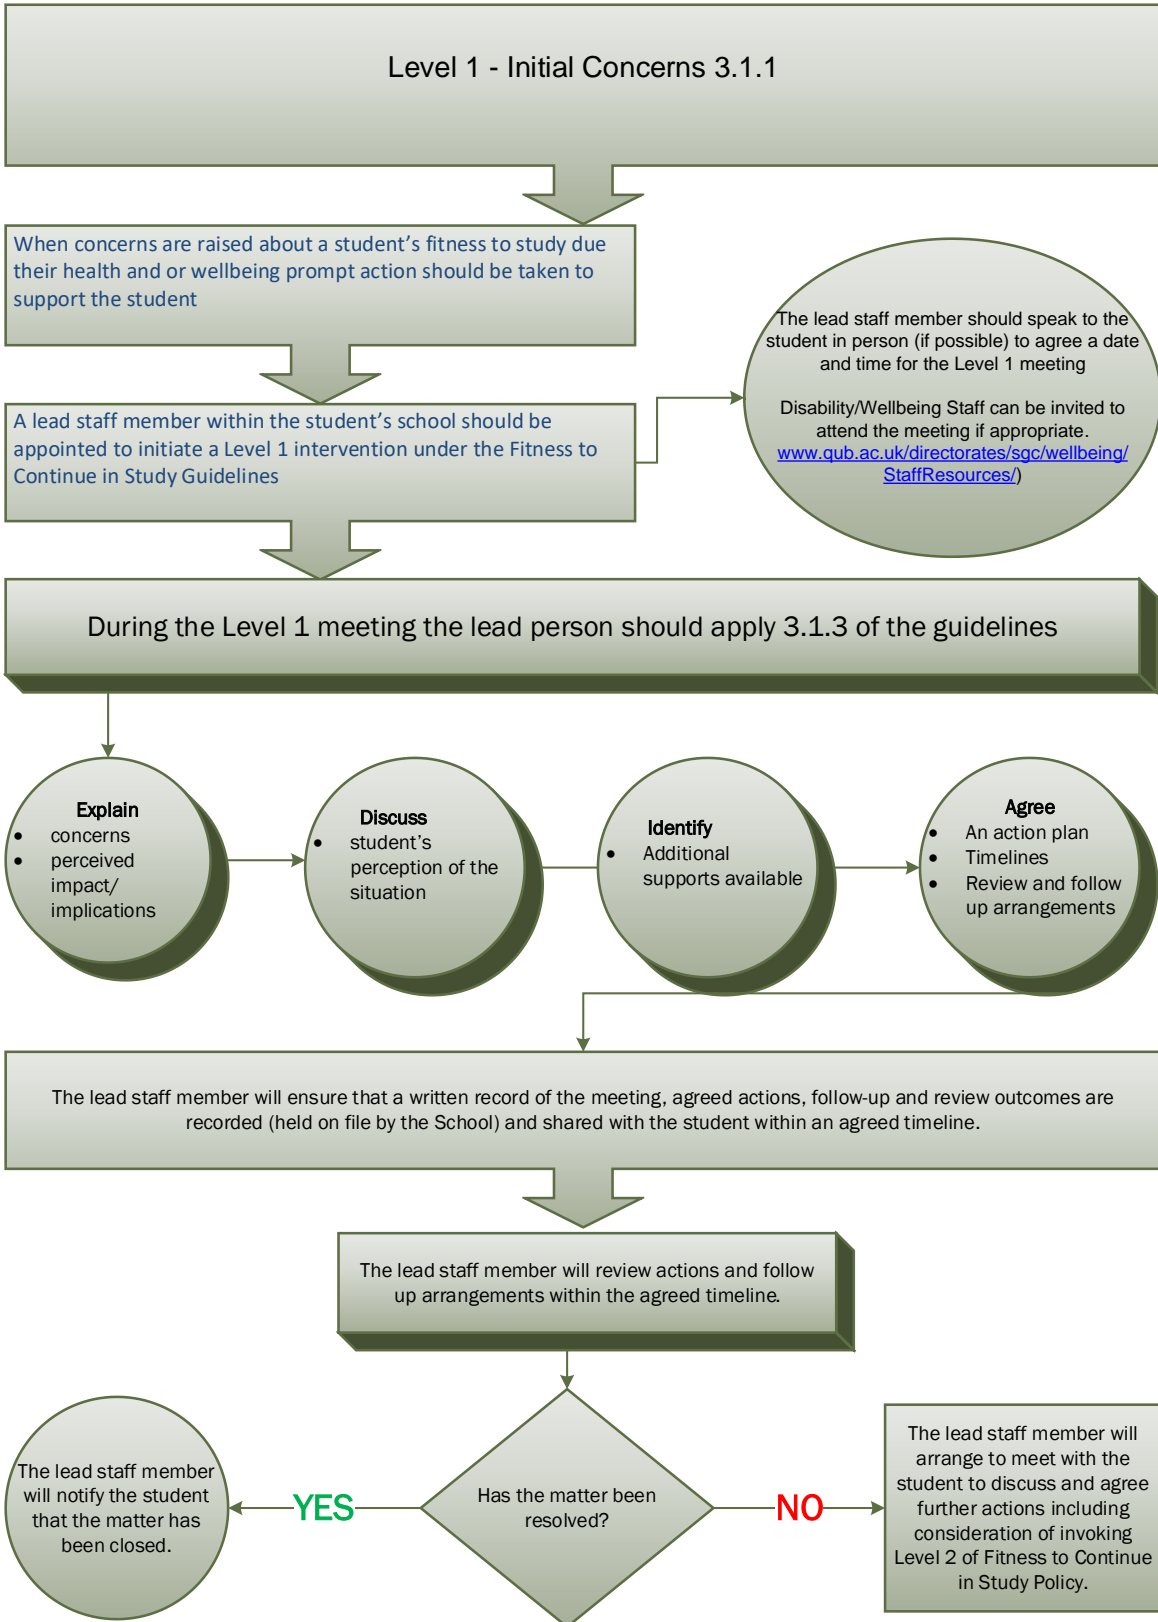 Level 1 - Initial Concerns 3.1.1
When concerns are raised about a student's fitness to study due
their health and or wellbeing prompt action should be taken to
support the student
The lead staff member should speak to the
student in person (if possible) to agree a date
and time for the Level 1 meeting
Disability/Wellbeing Staff can be invited to
attend the meeting if appropriate.
www.qub.ac.uk/directorates/sgc/wellbeing/
StaffResources/)
A lead staff member within the student's school should be
appointed to initiate a Level 1 intervention under the Fitness to
Continue in Study Guidelines
During the Level 1 meeting the lead person should apply 3.1.3 of the guidelines
Explain
• concerns
• perceived
impact/
implications
Discuss
• student's
perception of the
situation
Identify
• Additional
supports available
Agree
• An action plan
• Timelines
• Review and follow
up arrangements
The lead staff member will ensure that a written record of the meeting, agreed actions, follow-up and review outcomes are
recorded (held on file by the School) and shared with the student within an agreed timeline.
The lead staff member will review actions and follow
up arrangements within the agreed timeline.
The lead staff member
will notify the student
that the matter has
been closed.
YES
Has the matter been
resolved?
NO
The lead staff member will
arrange to meet with the
student to discuss and agree
further actions including
consideration of invoking
Level 2 of Fitness to Continue
in Study Policy.